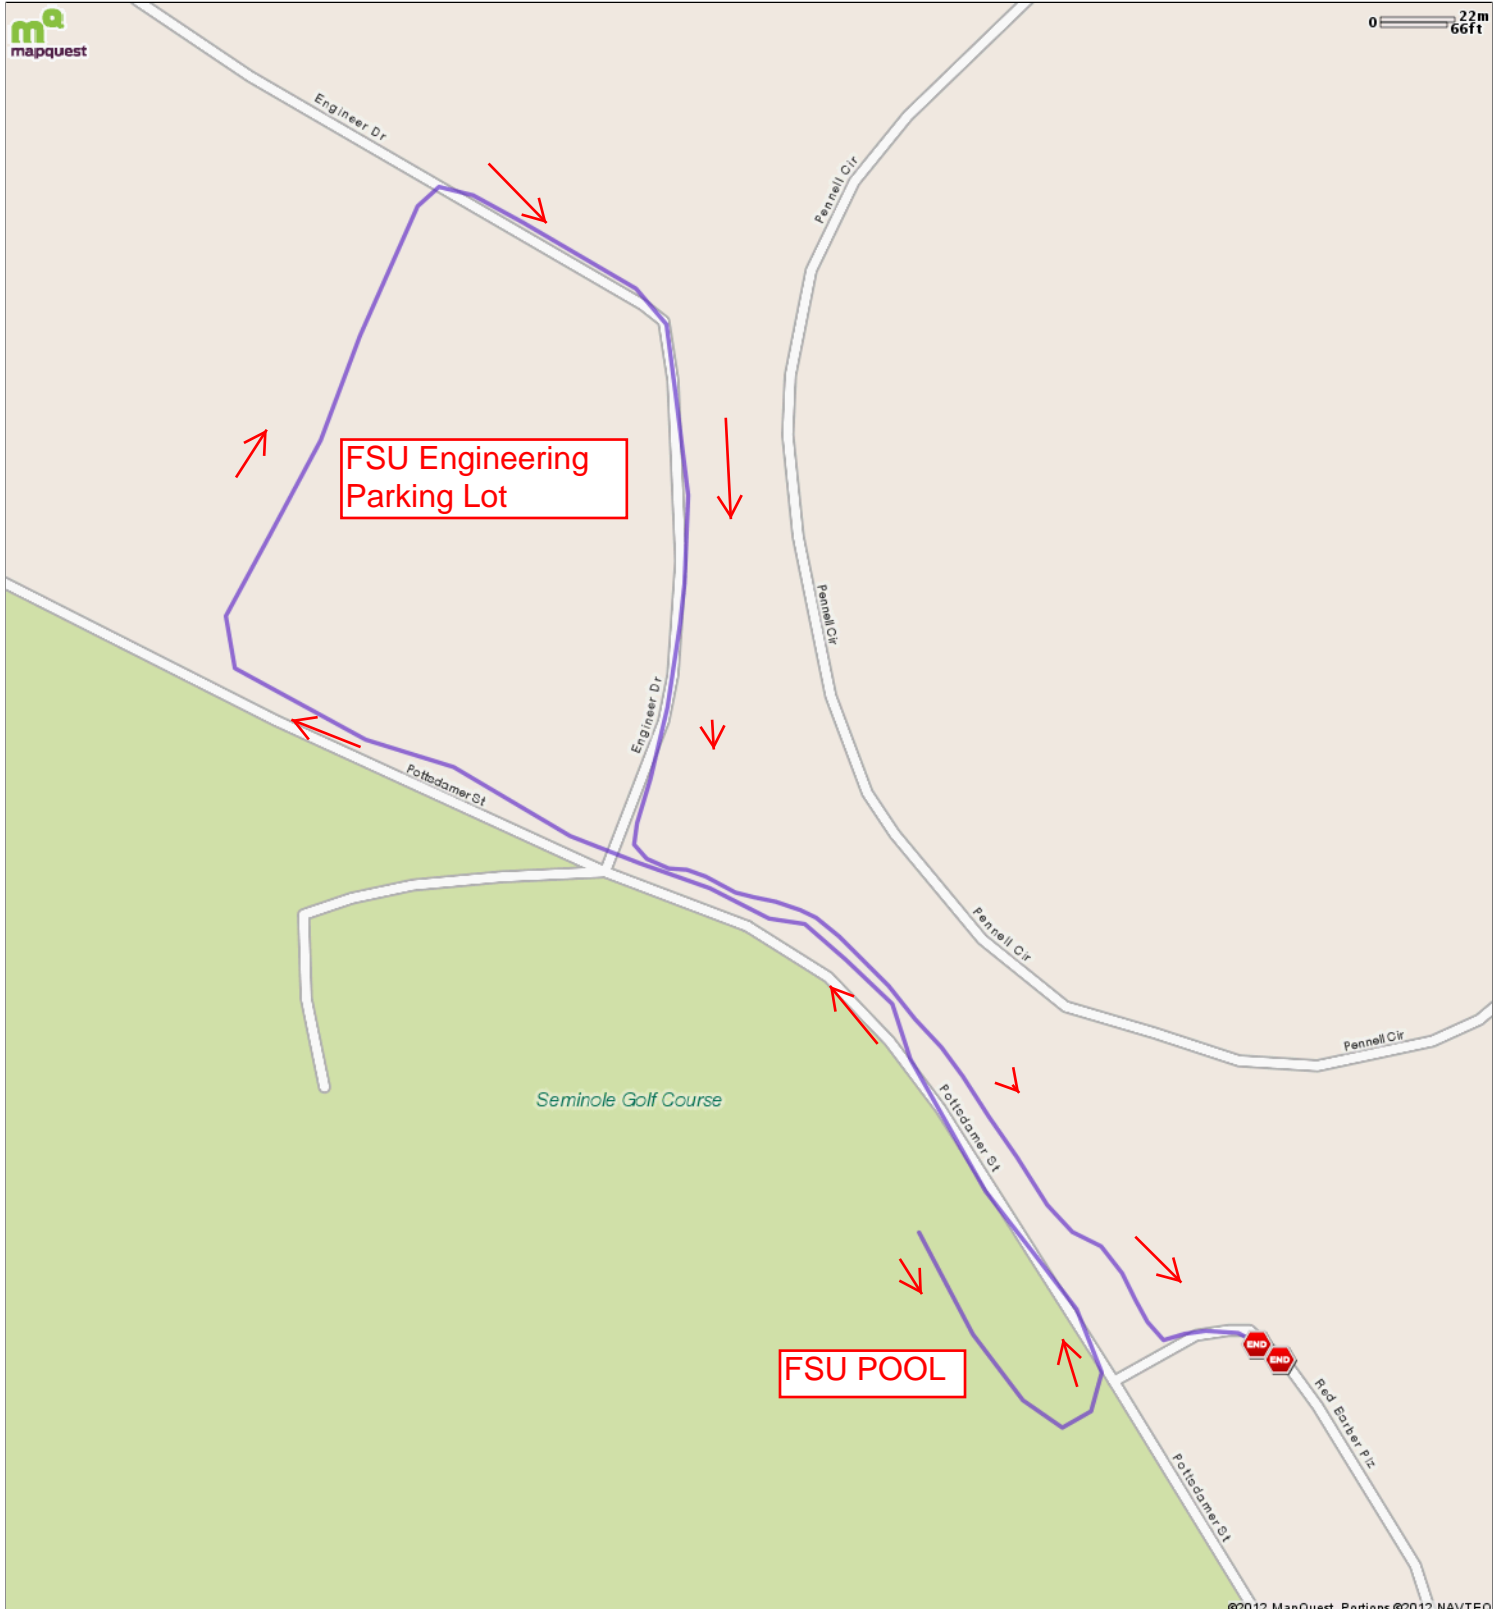 mq
mapquest
0 22m
66ft
Engineer Dr
Pennell Cir
FSU Engineering
Parking Lot
Pennell Cir
Engineer Dr
Pottsdamer St
Pennell Cir
Pennell Cir
Seminole Golf Course
Pottsdamer St
END
END
FSU POOL
Red Barber Plz
Pottsdamer St
©2012 MapQuest Portions ©2012 NAVTEQ